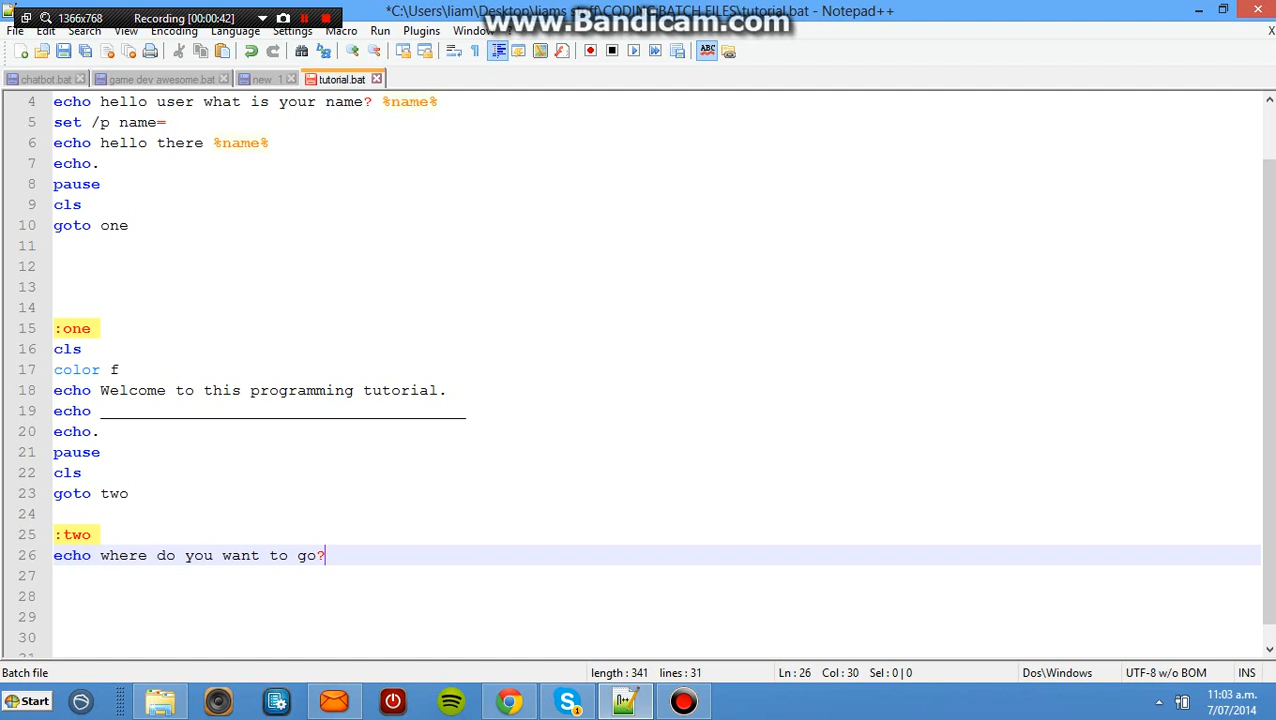 1366x768 Recording [00:00:42]
*C:\Users\liam\Desktop\liams stuff\CODING BATCH FILES\tutorial.bat - Notepad++
www.Bandicam.com
File Edit Search View Encoding Language Settings Macro Run Plugins Window X
chatbot.bat game dev awesome.bat new 1 tutorial.bat
4 echo hello user what is your name? %name%
5 set /p name=
6 echo hello there %name%
7 echo.
8 pause
9 cls
10 goto one
11
12
13
14
15 :one
16 cls
17 color f
18 echo Welcome to this programming tutorial.
19 echo _______________________________________
20 echo.
21 pause
22 cls
23 goto two
24
25 :two
26 echo where do you want to go?
27
28
29
30
31
Batch file length : 341 lines : 31 Ln : 26 Col : 30 Sel : 0 | 0 Dos\Windows UTF-8 w/o BOM INS
Start 1 11:03 a.m.
7/07/2014